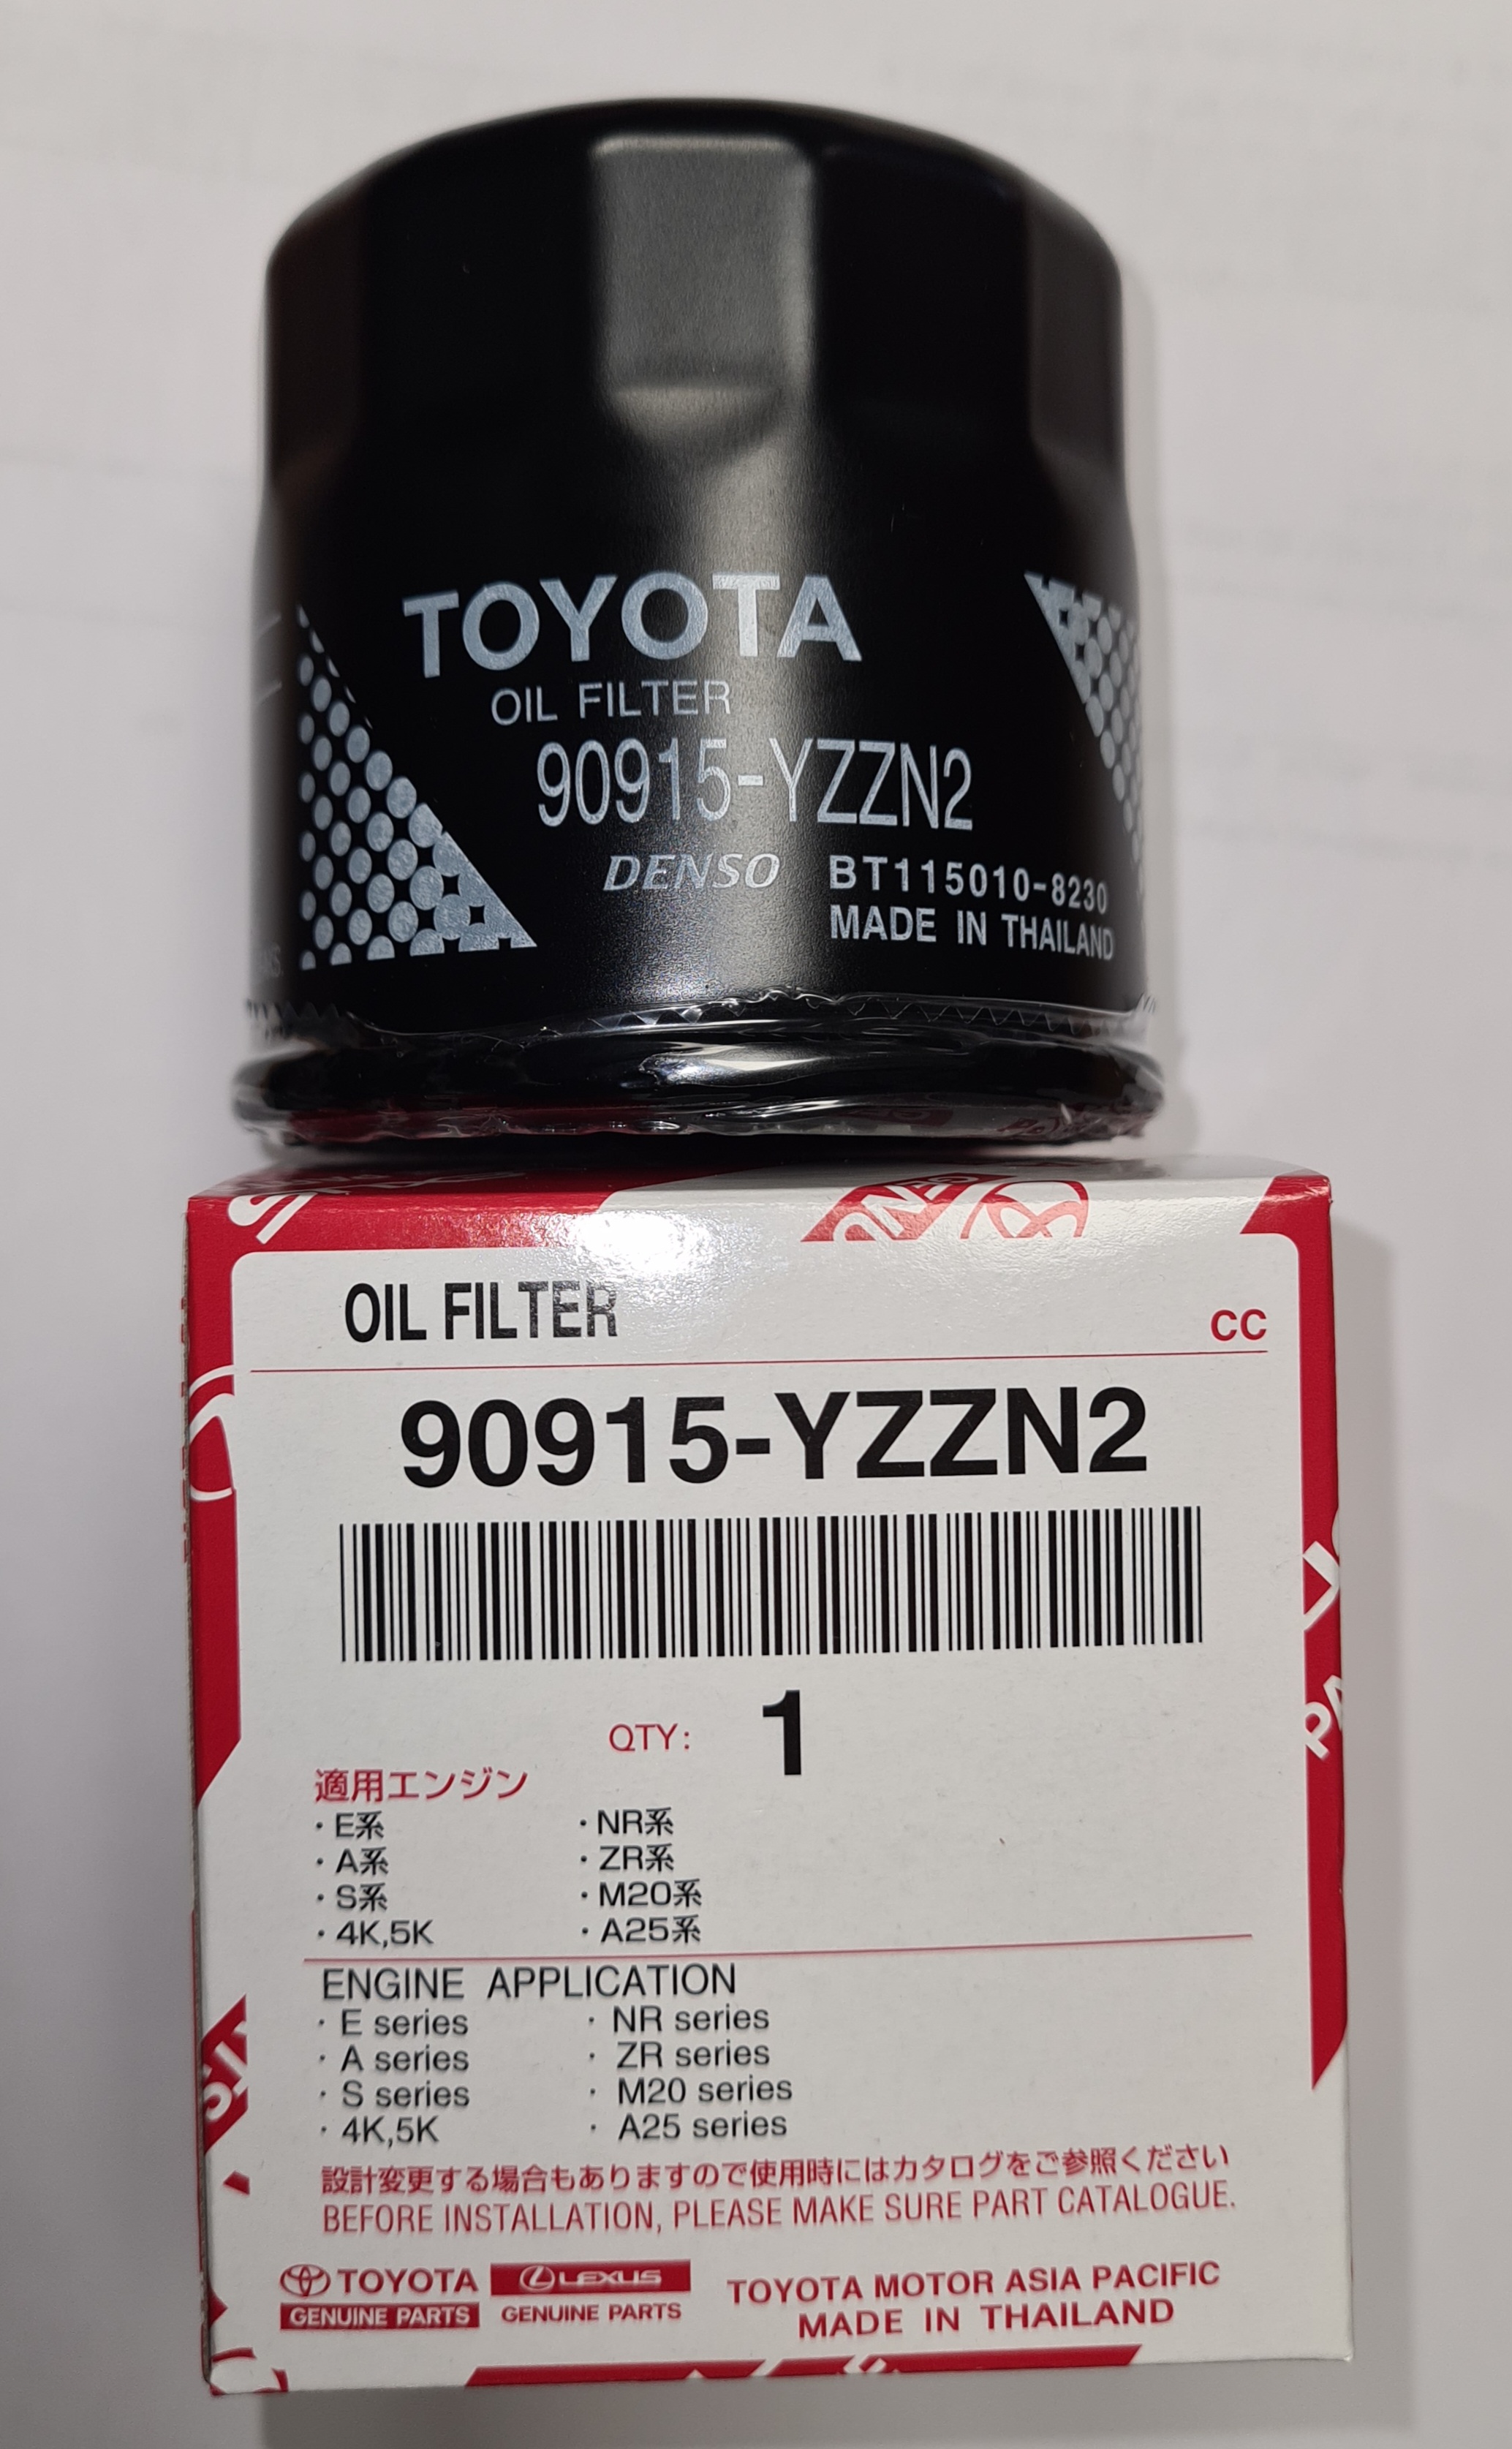 TOYOTA
OIL FILTER
90915-YZZN2
DENSO BT115010-8230
MADE IN THAILAND
OIL FILTER
CC
90915-YZZN2
QTY: 1
適用エンジン
・E系 ・NR系
・A系 ・ZR系
・S系 ・M20系
・4K,5K ・A25系
ENGINE APPLICATION
・E series ・NR series
・A series ・ZR series
・S series ・M20 series
・4K,5K ・A25 series
設計変更する場合もありますので使用時にはカタログをご参照ください
BEFORE INSTALLATION, PLEASE MAKE SURE PART CATALOGUE.
TOYOTA LEXUS TOYOTA MOTOR ASIA PACIFIC
GENUINE PARTS GENUINE PARTS MADE IN THAILAND